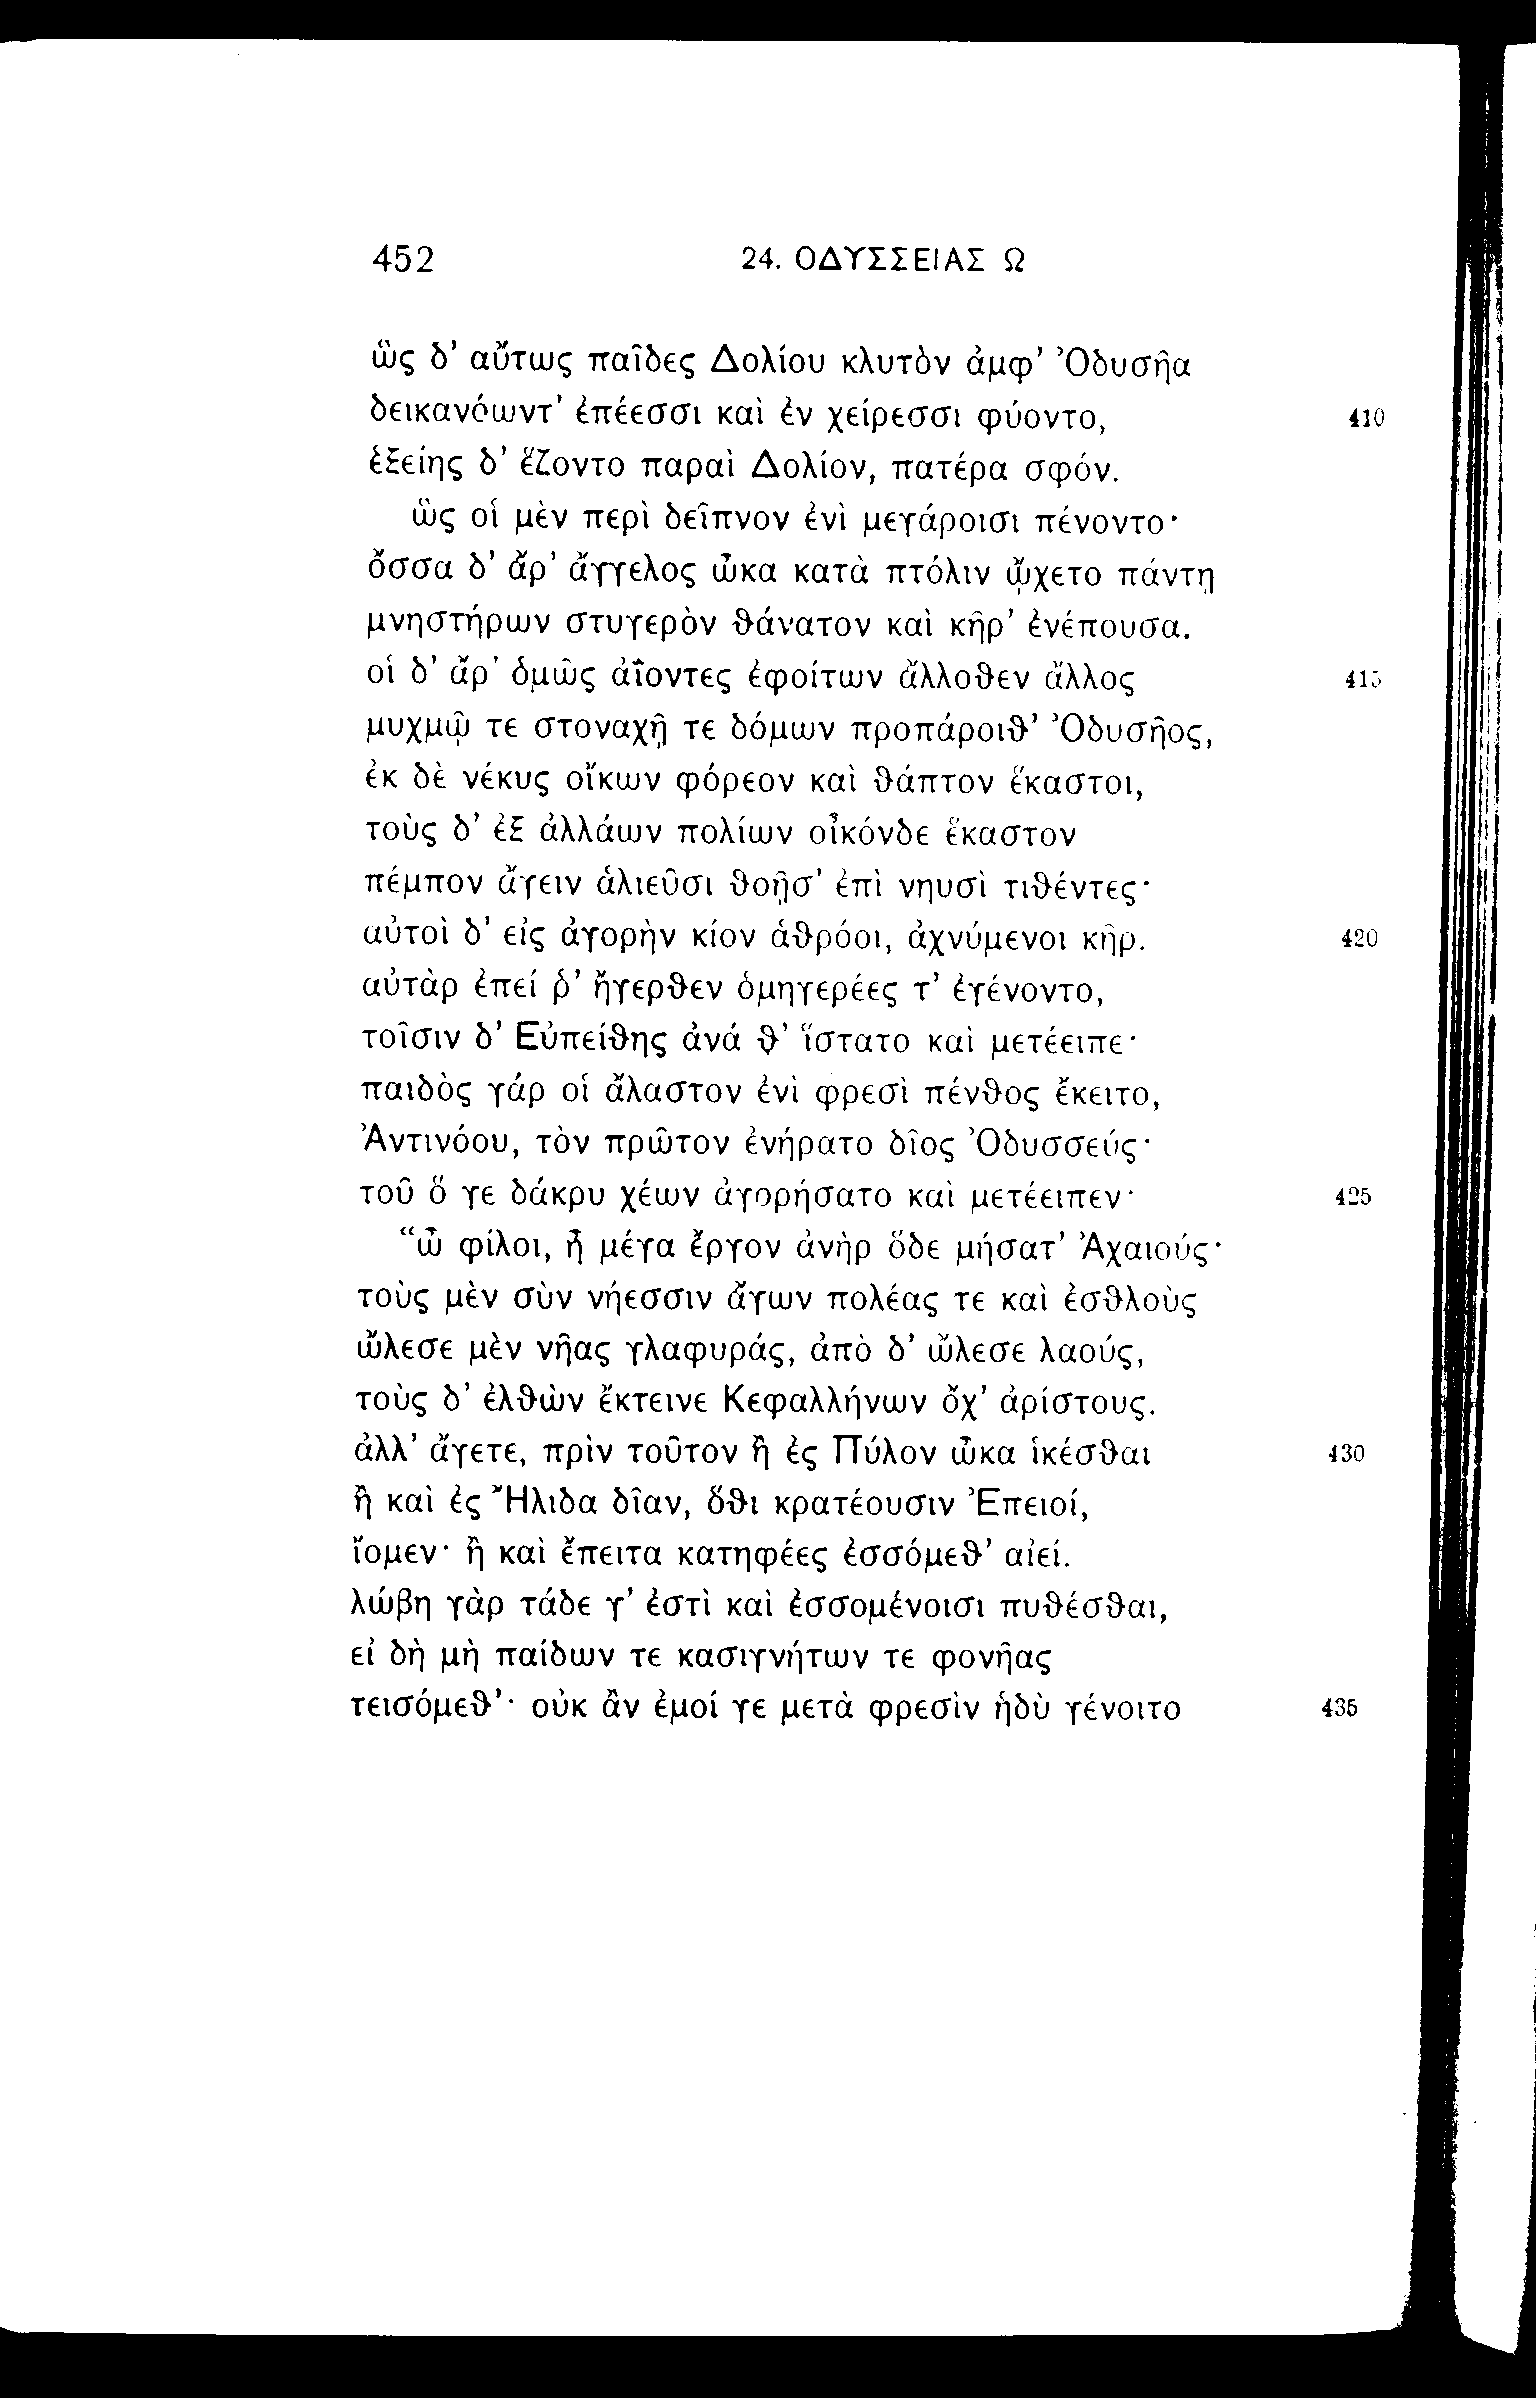 452 24. ΟΔΥΣΣΕΙΑΣ Ω
ὣς δ’ αὔτως παῖδες Δολίου κλυτὸν ἀμφ’ Ὀδυσῆα
δεικανόωντ’ ἐπέεσσι καὶ ἐν χείρεσσι φύοντο, 410
ἑξείης δ’ ἕζοντο παραὶ Δολίον, πατέρα σφόν.
ὣς οἱ μὲν περὶ δεῖπνον ἐνὶ μεγάροισι πένοντο·
ὄσσα δ’ ἄρ’ ἄγγελος ὦκα κατὰ πτόλιν ᾤχετο πάντῃ
μνηστήρων στυγερὸν θάνατον καὶ κῆρ’ ἐνέπουσα.
οἱ δ’ ἄρ’ ὁμῶς ἀΐοντες ἐφοίτων ἄλλοθεν ἄλλος 415
μυχμῷ τε στοναχῇ τε δόμων προπάροιθ’ Ὀδυσῆος,
ἐκ δὲ νέκυς οἴκων φόρεον καὶ θάπτον ἕκαστοι,
τοὺς δ’ ἐξ ἀλλάων πολίων οἶκόνδε ἕκαστον
πέμπον ἄγειν ἁλιεῦσι θοῇσ’ ἐπὶ νηυσὶ τιθέντες·
αὐτοὶ δ’ εἰς ἀγορὴν κίον ἁθρόοι, ἀχνύμενοι κῆρ. 420
αὐτὰρ ἐπεί ῥ’ ἤγερθεν ὁμηγερέες τ’ ἐγένοντο,
τοῖσιν δ’ Εὐπείθης ἀνά θ’ ἵστατο καὶ μετέειπε·
παιδὸς γάρ οἱ ἄλαστον ἐνὶ φρεσὶ πένθος ἔκειτο,
Ἀντινόου, τὸν πρῶτον ἐνήρατο δῖος Ὀδυσσεύς·
τοῦ ὅ γε δάκρυ χέων ἀγορήσατο καὶ μετέειπεν· 425
“ὦ φίλοι, ἦ μέγα ἔργον ἀνὴρ ὅδε μήσατ’ Ἀχαιούς·
τοὺς μὲν σὺν νήεσσιν ἄγων πολέας τε καὶ ἐσθλοὺς
ὤλεσε μὲν νῆας γλαφυράς, ἀπὸ δ’ ὤλεσε λαούς,
τοὺς δ’ ἐλθὼν ἔκτεινε Κεφαλλήνων ὄχ’ ἀρίστους.
ἀλλ’ ἄγετε, πρὶν τοῦτον ἢ ἐς Πύλον ὦκα ἱκέσθαι 430
ἢ καὶ ἐς Ἤλιδα δῖαν, ὅθι κρατέουσιν Ἐπειοί,
ἴομεν· ἢ καὶ ἔπειτα κατηφέες ἐσσόμεθ’ αἰεί.
λώβη γὰρ τάδε γ’ ἐστὶ καὶ ἐσσομένοισι πυθέσθαι,
εἰ δὴ μὴ παίδων τε κασιγνήτων τε φονῆας
τεισόμεθ’· οὐκ ἂν ἐμοί γε μετὰ φρεσὶν ἡδὺ γένοιτο 435